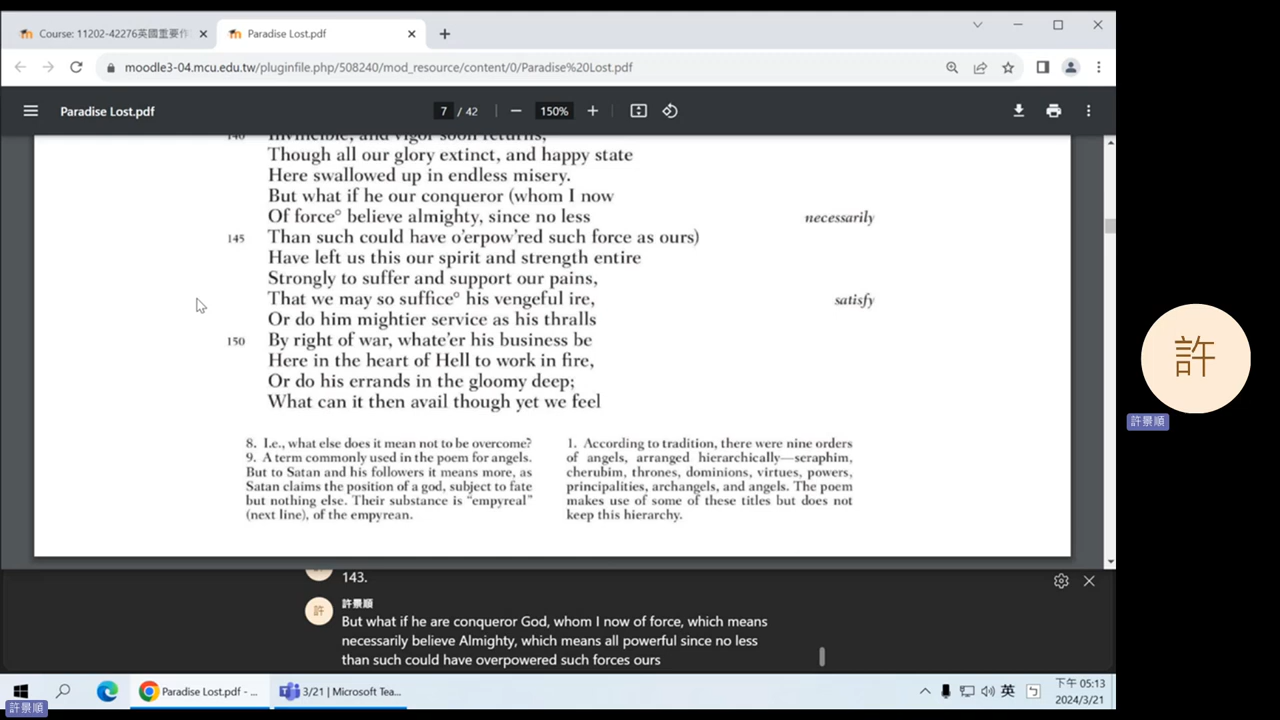 Course: 11202-42276英國重要作
Paradise Lost.pdf
moodle3-04.mcu.edu.tw/pluginfile.php/508240/mod_resource/content/0/Paradise%20Lost.pdf
Paradise Lost.pdf
7 / 42
150%
140 Invincible, and vigor soon returns,
Though all our glory extinct, and happy state
Here swallowed up in endless misery.
But what if he our conqueror (whom I now
Of force° believe almighty, since no less necessarily
145 Than such could have o'erpow'red such force as ours)
Have left us this our spirit and strength entire
Strongly to suffer and support our pains,
That we may so suffice° his vengeful ire, satisfy
Or do him mightier service as his thralls
150 By right of war, whate'er his business be
Here in the heart of Hell to work in fire,
Or do his errands in the gloomy deep;
What can it then avail though yet we feel
8. I.e., what else does it mean not to be overcome?
9. A term commonly used in the poem for angels.
But to Satan and his followers it means more, as
Satan claims the position of a god, subject to fate
but nothing else. Their substance is “empyreal”
(next line), of the empyrean.
1. According to tradition, there were nine orders
of angels, arranged hierarchically—seraphim,
cherubim, thrones, dominions, virtues, powers,
principalities, archangels, and angels. The poem
makes use of some of these titles but does not
keep this hierarchy.
許
許景順
143.
許
許景順
But what if he are conqueror God, whom I now of force, which means
necessarily believe Almighty, which means all powerful since no less
than such could have overpowered such forces ours
Paradise Lost.pdf - ...
3/21 | Microsoft Tea...
英
下午 05:13
2024/3/21
許景順